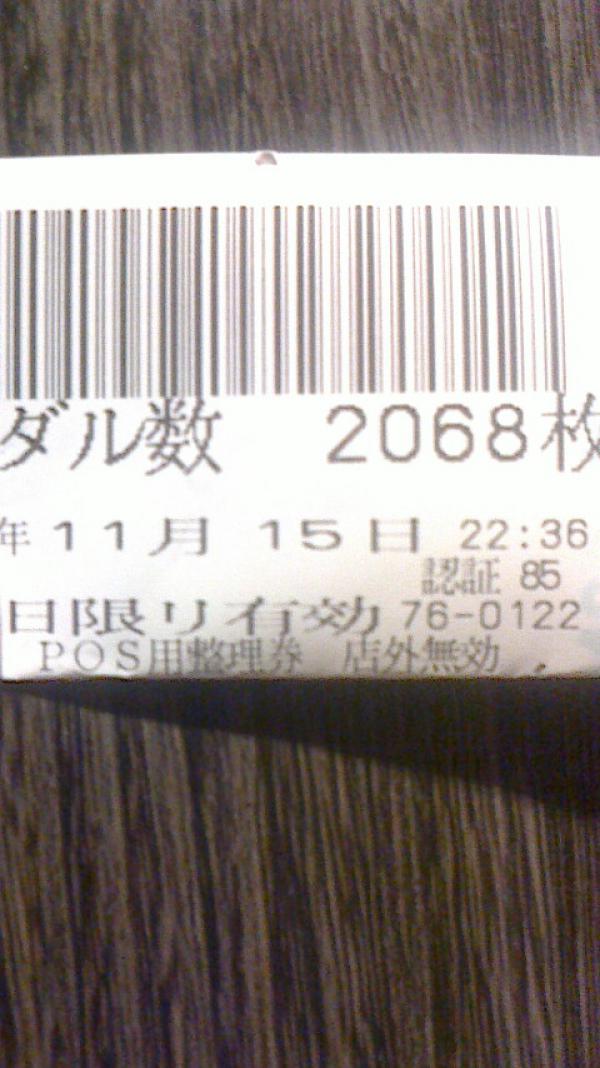 ダル数 2068枚
年11月 15日 22:36
認証 85
日限り有効 76-0122
POS用整理券 店外無効